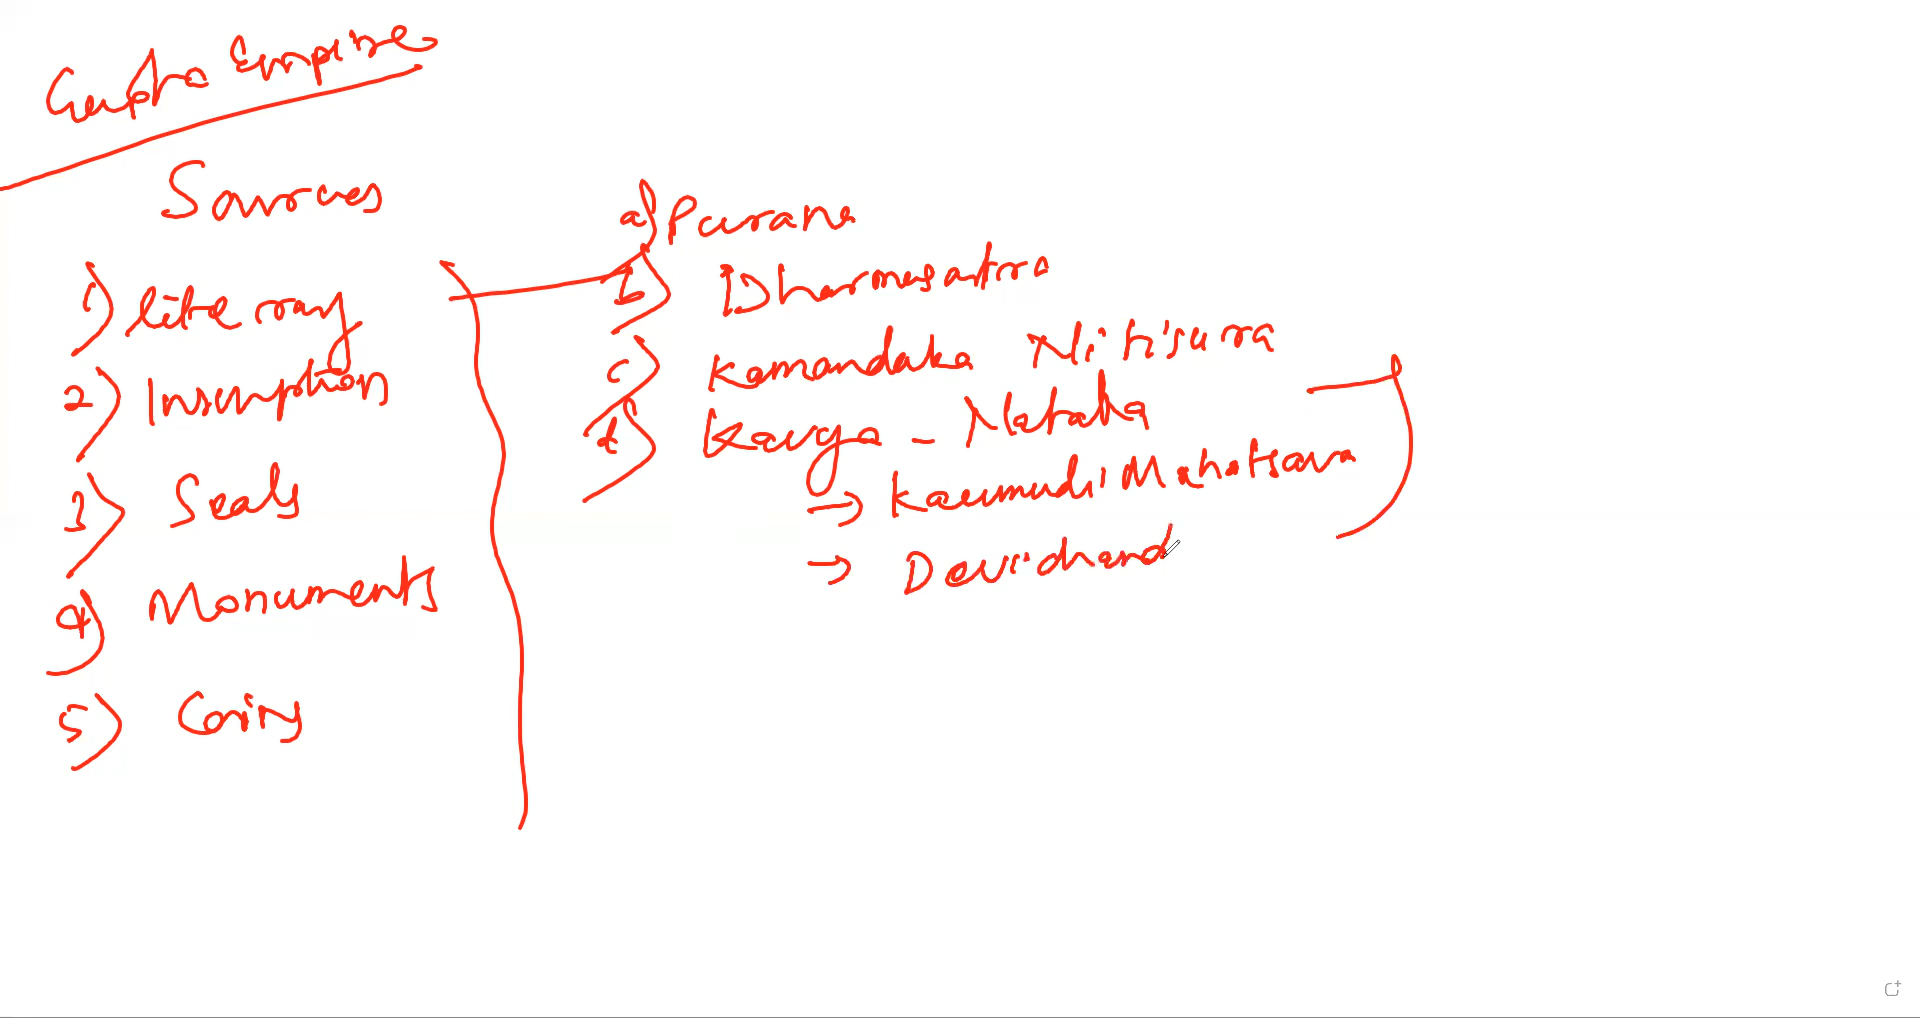 Gupta Empire
Sources
1) literary
2) Inscription
3) Seals
4) Monuments
5) Coins
a) Purana
b) Dharmasastra
c) Kamandaka Nitisara
d) Kavya - Nataka
→ Kaumudi Mahotsava
→ Devichand